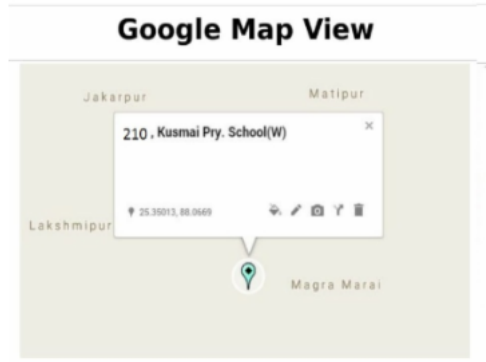 Google Map View
Jakarpur
Matipur
210 , Kusmai Pry. School(W)
25.35013, 88.0669
Lakshmipur
Magra Marai